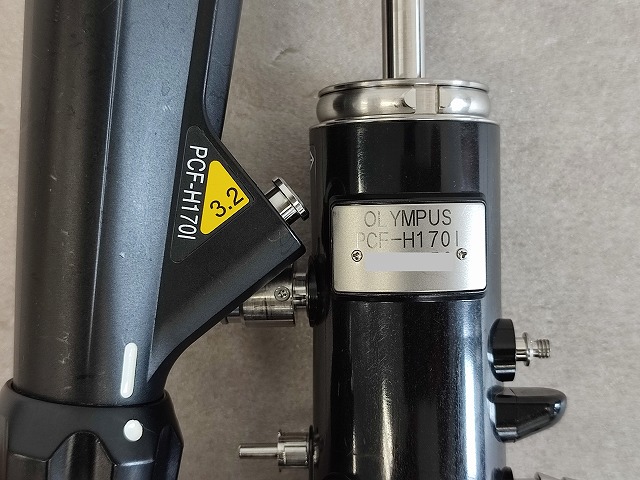 PCF-H170I
3.2
OLYMPUS
PCF-H170I